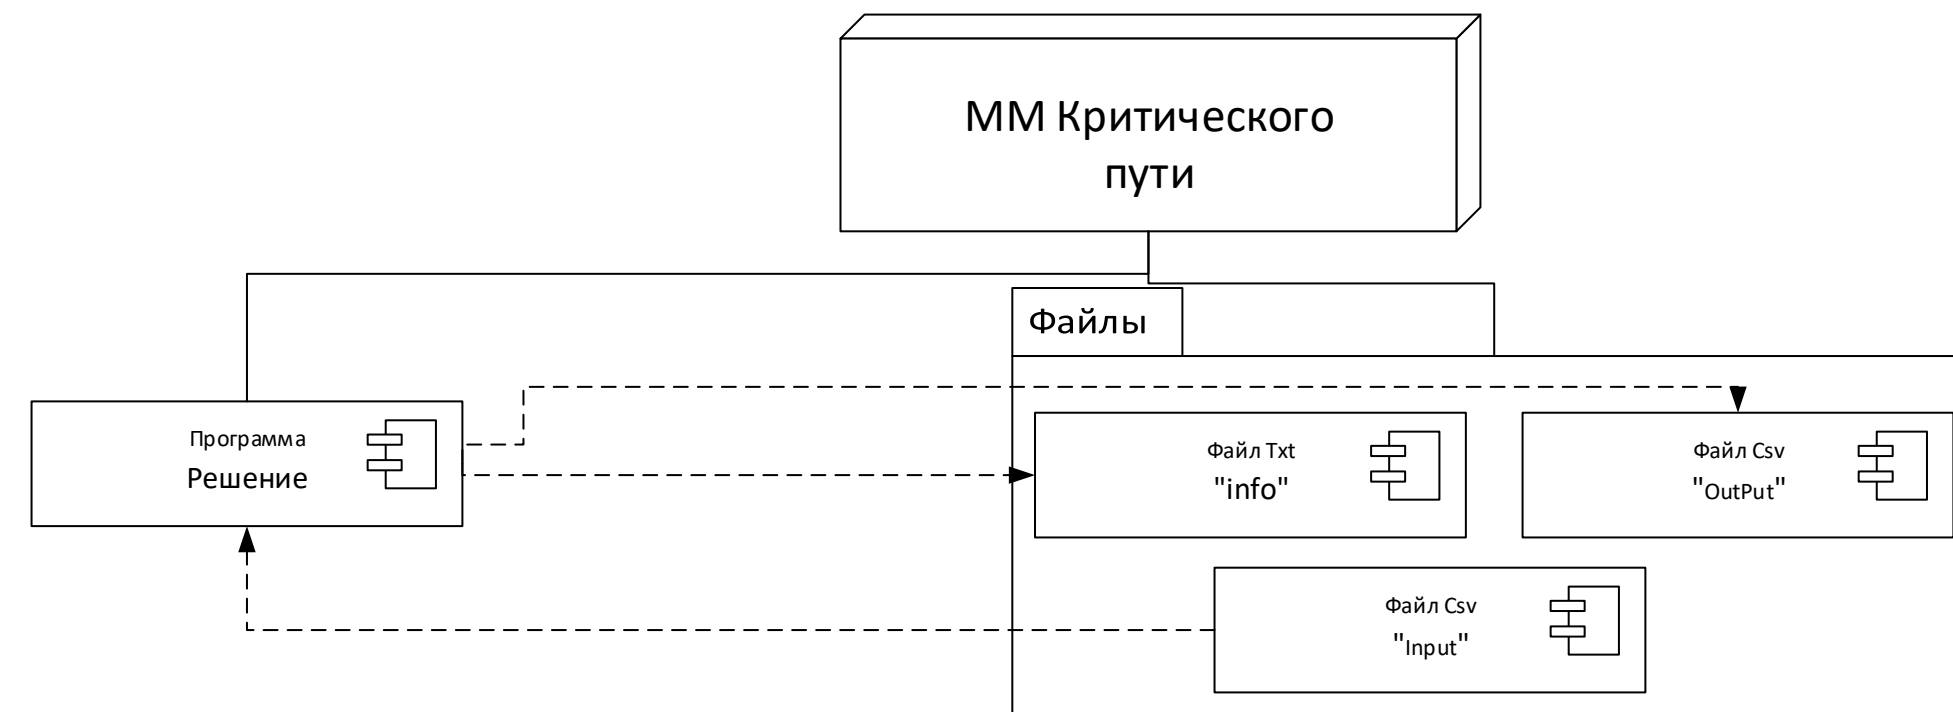 ММ Критического
пути
Файлы
Программа
Решение
Файл Txt
"info"
Файл Csv
"OutPut"
Файл Csv
"Input"